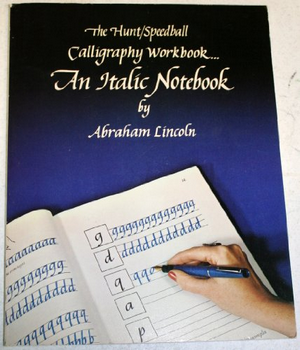 The Hunt/Speedball
Calligraphy Workbook...
An Italic Notebook
by
Abraham Lincoln
g
d
q
a
p